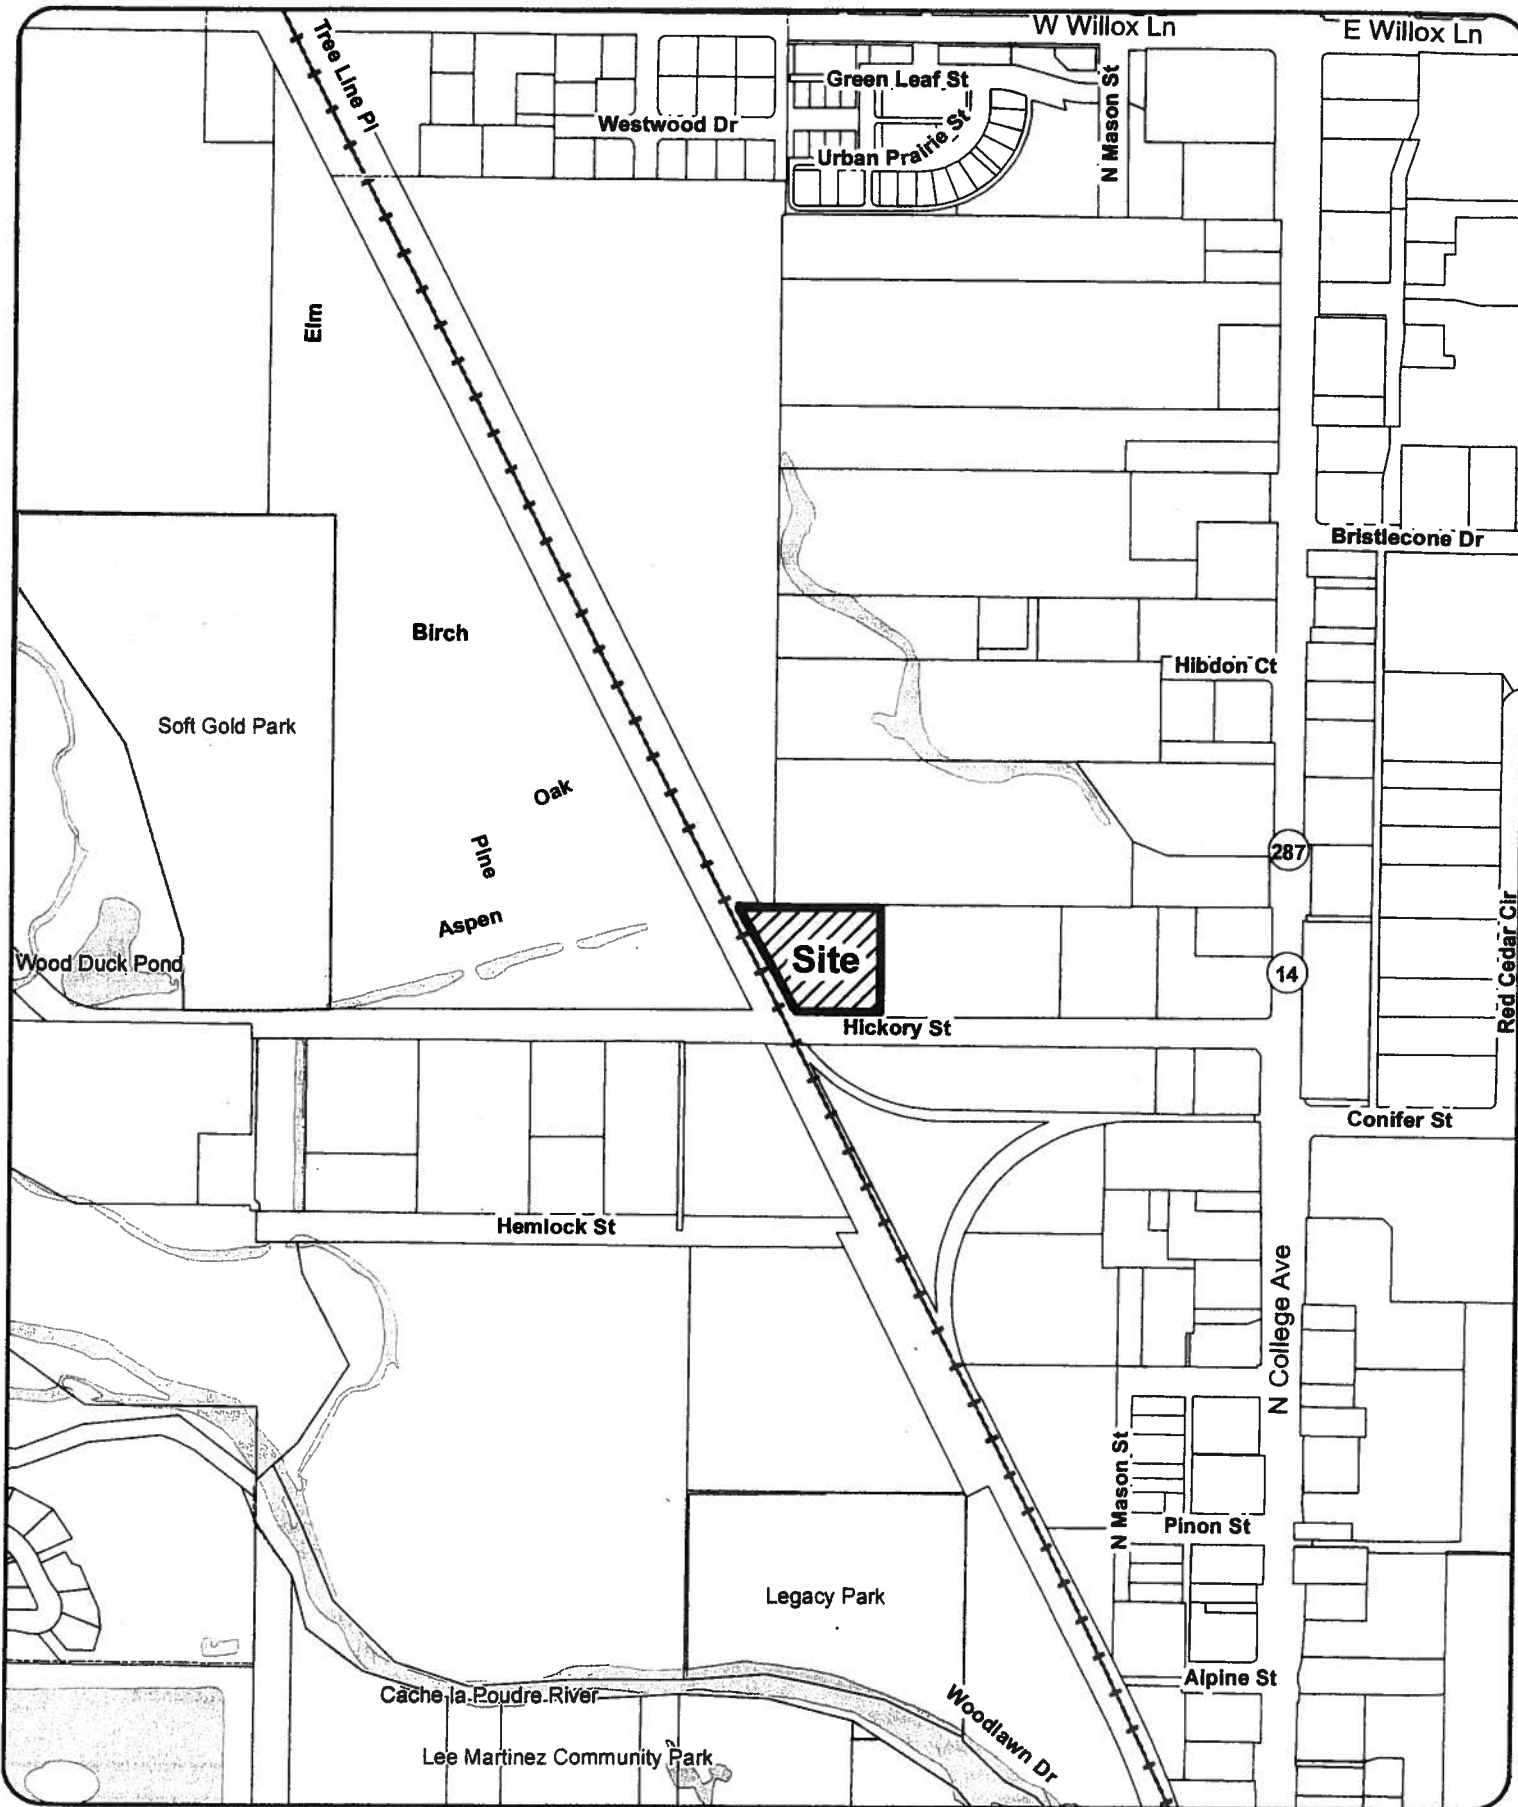 W Willox Ln
E Willox Ln
Tree Line Pl
Green Leaf St
N Mason St
Westwood Dr
Urban Prairie St
Elm
Bristlecone Dr
Birch
Hibdon Ct
Soft Gold Park
Oak
Pine
287
Aspen
Red Cedar Cir
Wood Duck Pond
Site
14
Hickory St
Conifer St
Hemlock St
N College Ave
N Mason St
Pinon St
Legacy Park
Alpine St
Cache la Poudre River
Woodlawn Dr
Lee Martinez Community Park